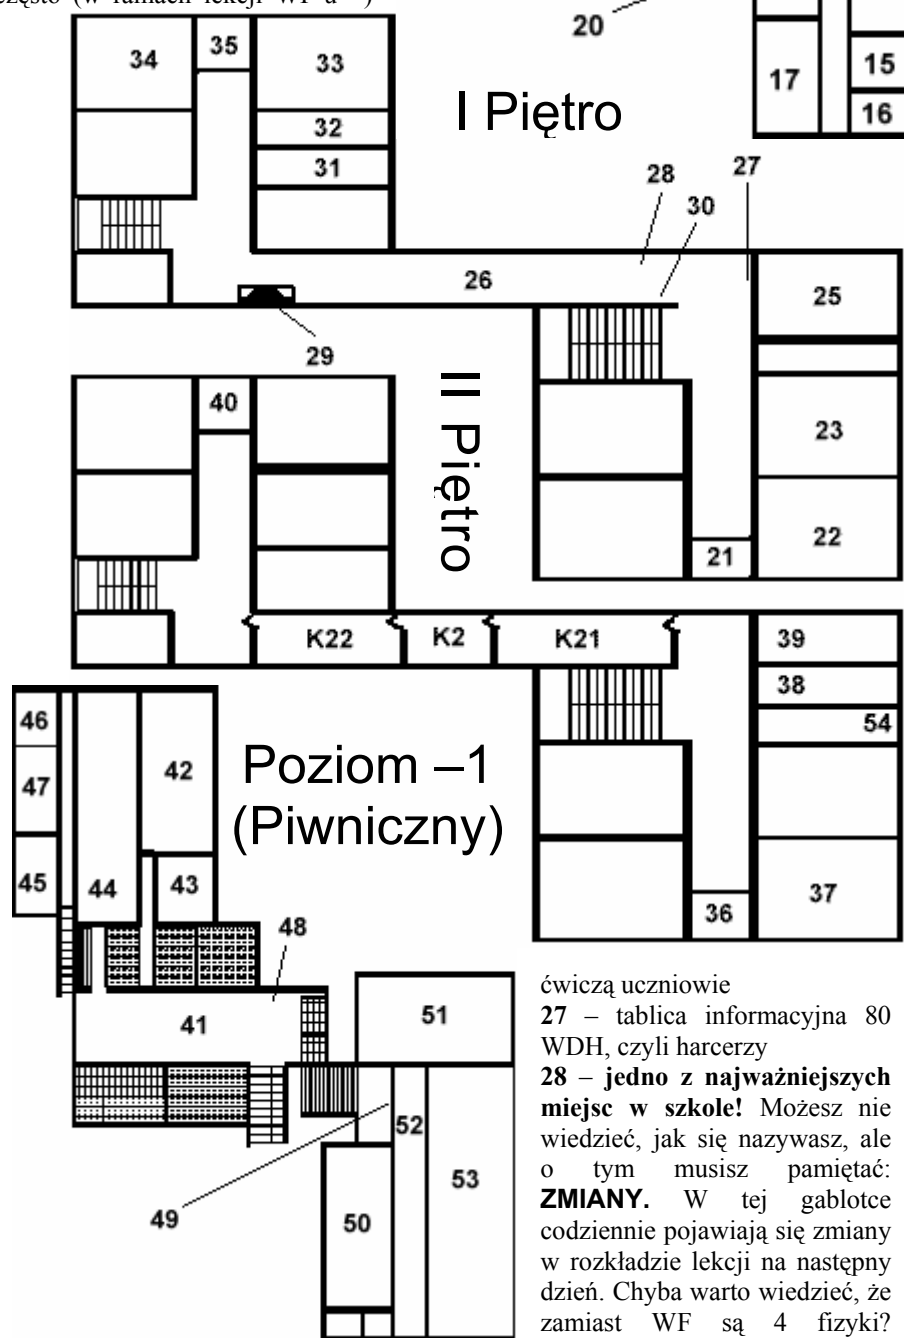 często (w ramach lekcji WF u
20
17
15
16
34
35
33
32
31
I Piętro
28
27
30
26
25
29
23
22
21
II Piętro
40
K22
K2
K21
39
38
54
37
36
46
47
45
44
42
43
Poziom –1
(Piwniczny)
48
41
51
52
53
49
50
ćwiczą uczniowie
27 – tablica informacyjna 80
WDH, czyli harcerzy
28 – jedno z najważniejszych
miejsc w szkole! Możesz nie
wiedzieć, jak się nazywasz, ale
o tym musisz pamiętać:
ZMIANY. W tej gablotce
codziennie pojawiają się zmiany
w rozkładzie lekcji na następny
dzień. Chyba warto wiedzieć, że
zamiast WF są 4 fizyki?